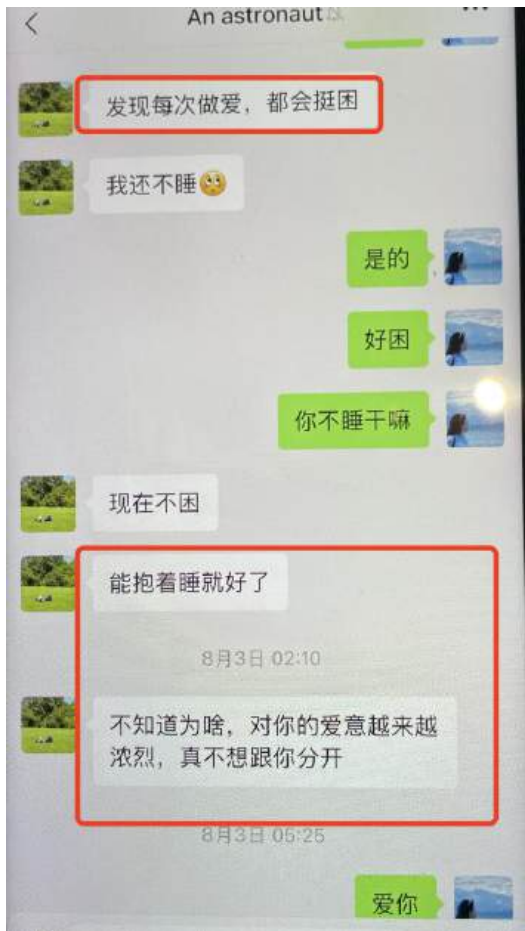 An astronaut
发现每次做爱，都会挺困
我还不睡🥺
是的
好困
你不睡干嘛
现在不困
能抱着睡就好了
8月3日 02:10
不知道为啥，对你的爱意越来越
浓烈，真不想跟你分开
8月3日 05:25
爱你